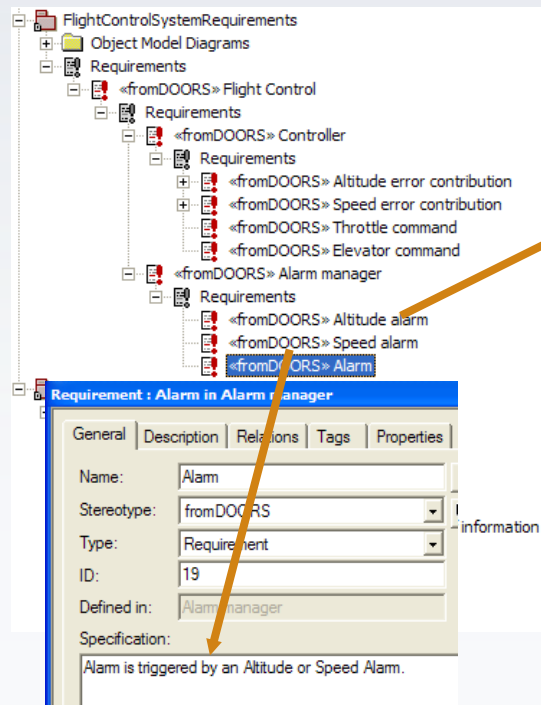 FlightControlSystemRequirements
Object Model Diagrams
Requirements
«fromDOORS» Flight Control
Requirements
«fromDOORS» Controller
Requirements
«fromDOORS» Altitude error contribution
«fromDOORS» Speed error contribution
«fromDOORS» Throttle command
«fromDOORS» Elevator command
«fromDOORS» Alarm manager
Requirements
«fromDOORS» Altitude alarm
«fromDOORS» Speed alarm
«fromDOORS» Alarm
Requirement : Alarm in Alarm manager
General Description Relations Tags Properties
Name: Alarm
Stereotype: fromDOORS
information
Type: Requirement
ID: 19
Defined in: Alarm manager
Specification:
Alarm is triggered by an Altitude or Speed Alarm.